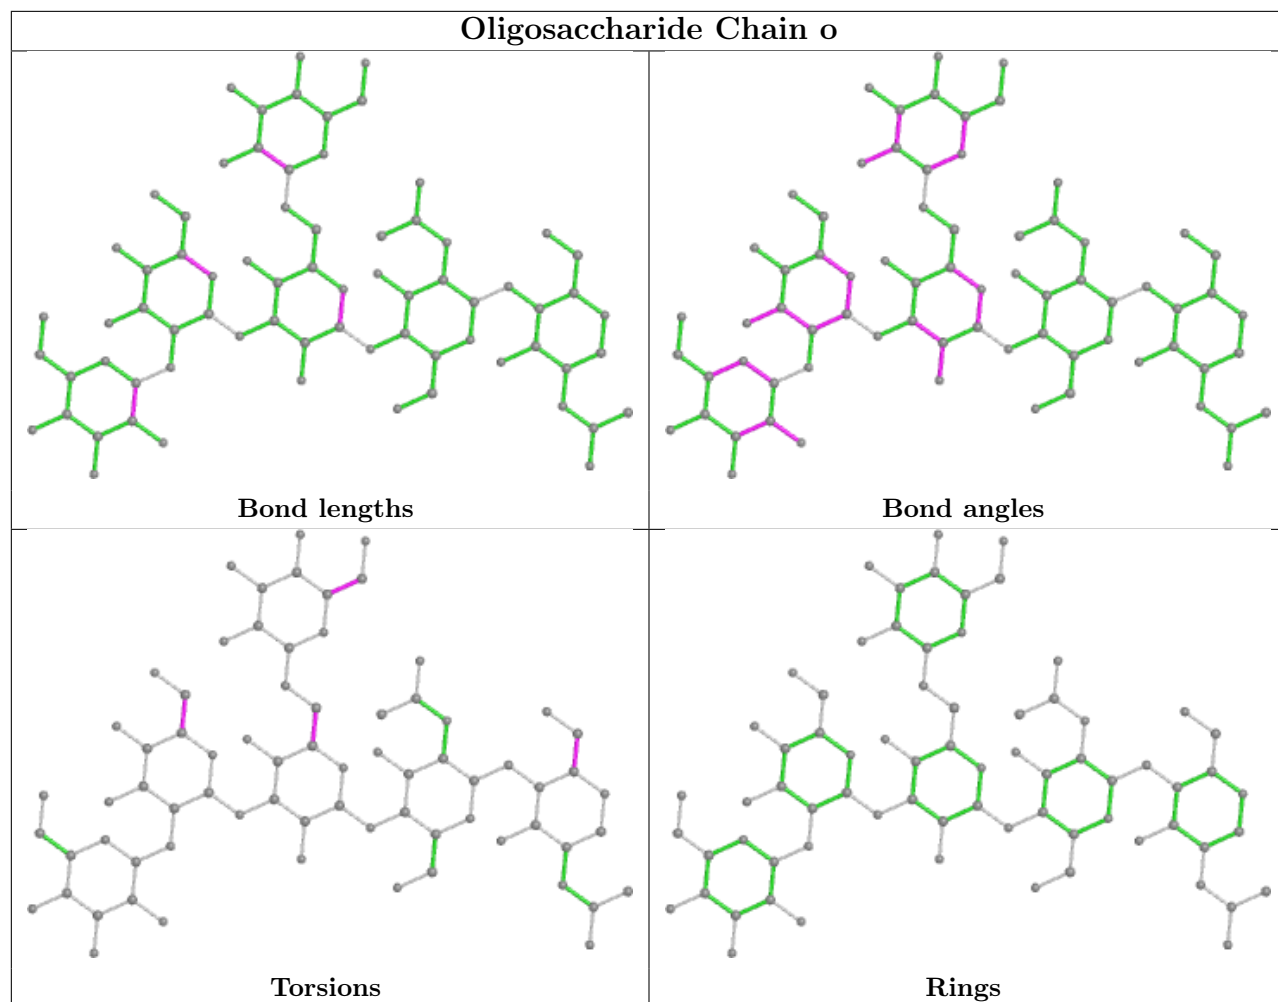 Oligosaccharide Chain o
Bond lengths
Bond angles
Torsions
Rings